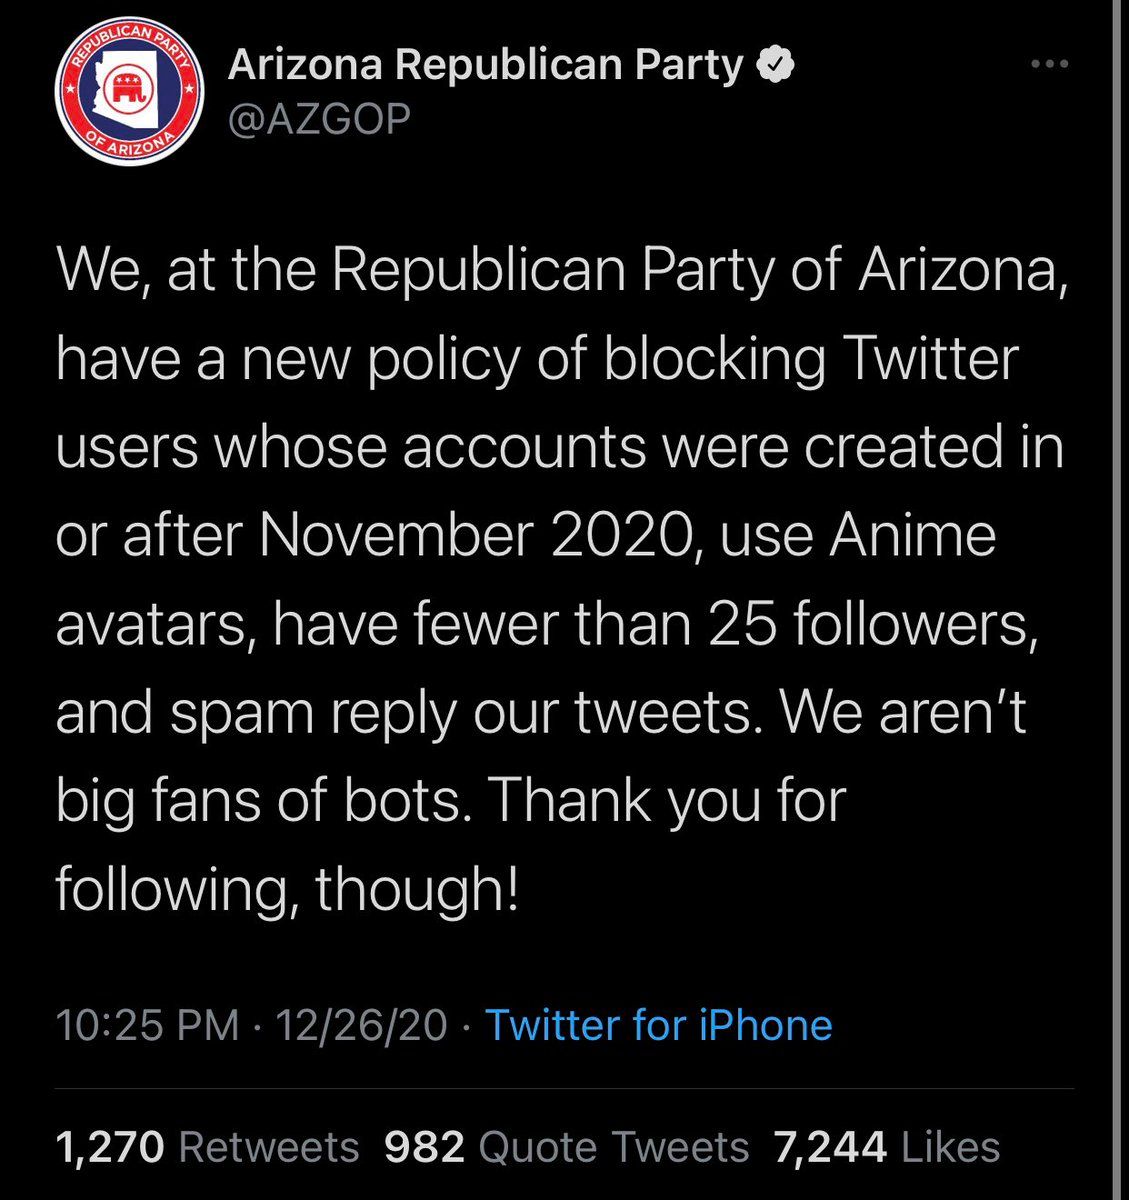 REPUBLICAN PARTY
OF ARIZONA
Arizona Republican Party
@AZGOP
We, at the Republican Party of Arizona,
have a new policy of blocking Twitter
users whose accounts were created in
or after November 2020, use Anime
avatars, have fewer than 25 followers,
and spam reply our tweets. We aren’t
big fans of bots. Thank you for
following, though!
10:25 PM · 12/26/20 · Twitter for iPhone
1,270 Retweets 982 Quote Tweets 7,244 Likes